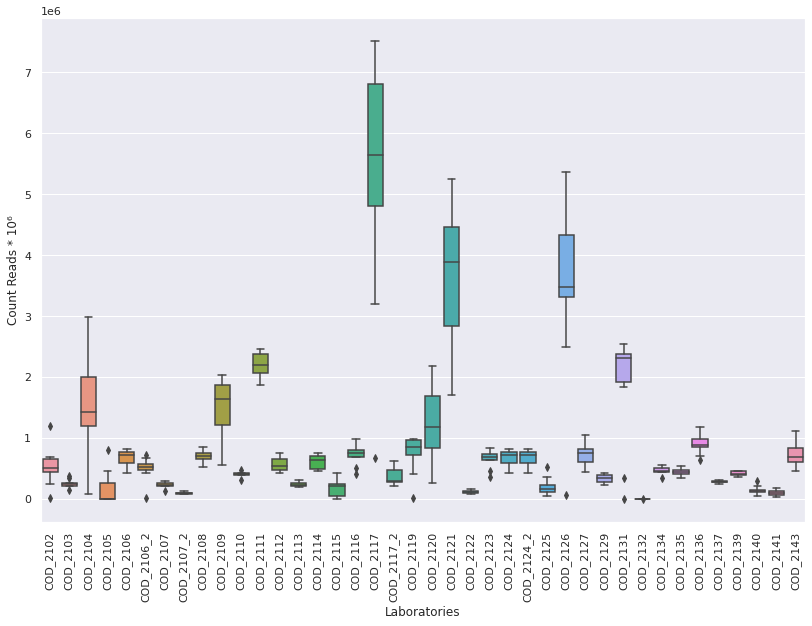 1e6
7
6
5
4
3
2
1
0
Count Reads * 10⁶
COD_2102
COD_2103
COD_2104
COD_2105
COD_2106
COD_2106_2
COD_2107
COD_2107_2
COD_2108
COD_2109
COD_2110
COD_2111
COD_2112
COD_2113
COD_2114
COD_2115
COD_2116
COD_2117
COD_2117_2
COD_2119
COD_2120
COD_2121
COD_2122
COD_2123
COD_2124
COD_2124_2
COD_2125
COD_2126
COD_2127
COD_2129
COD_2131
COD_2132
COD_2134
COD_2135
COD_2136
COD_2137
COD_2139
COD_2140
COD_2141
COD_2143
Laboratories